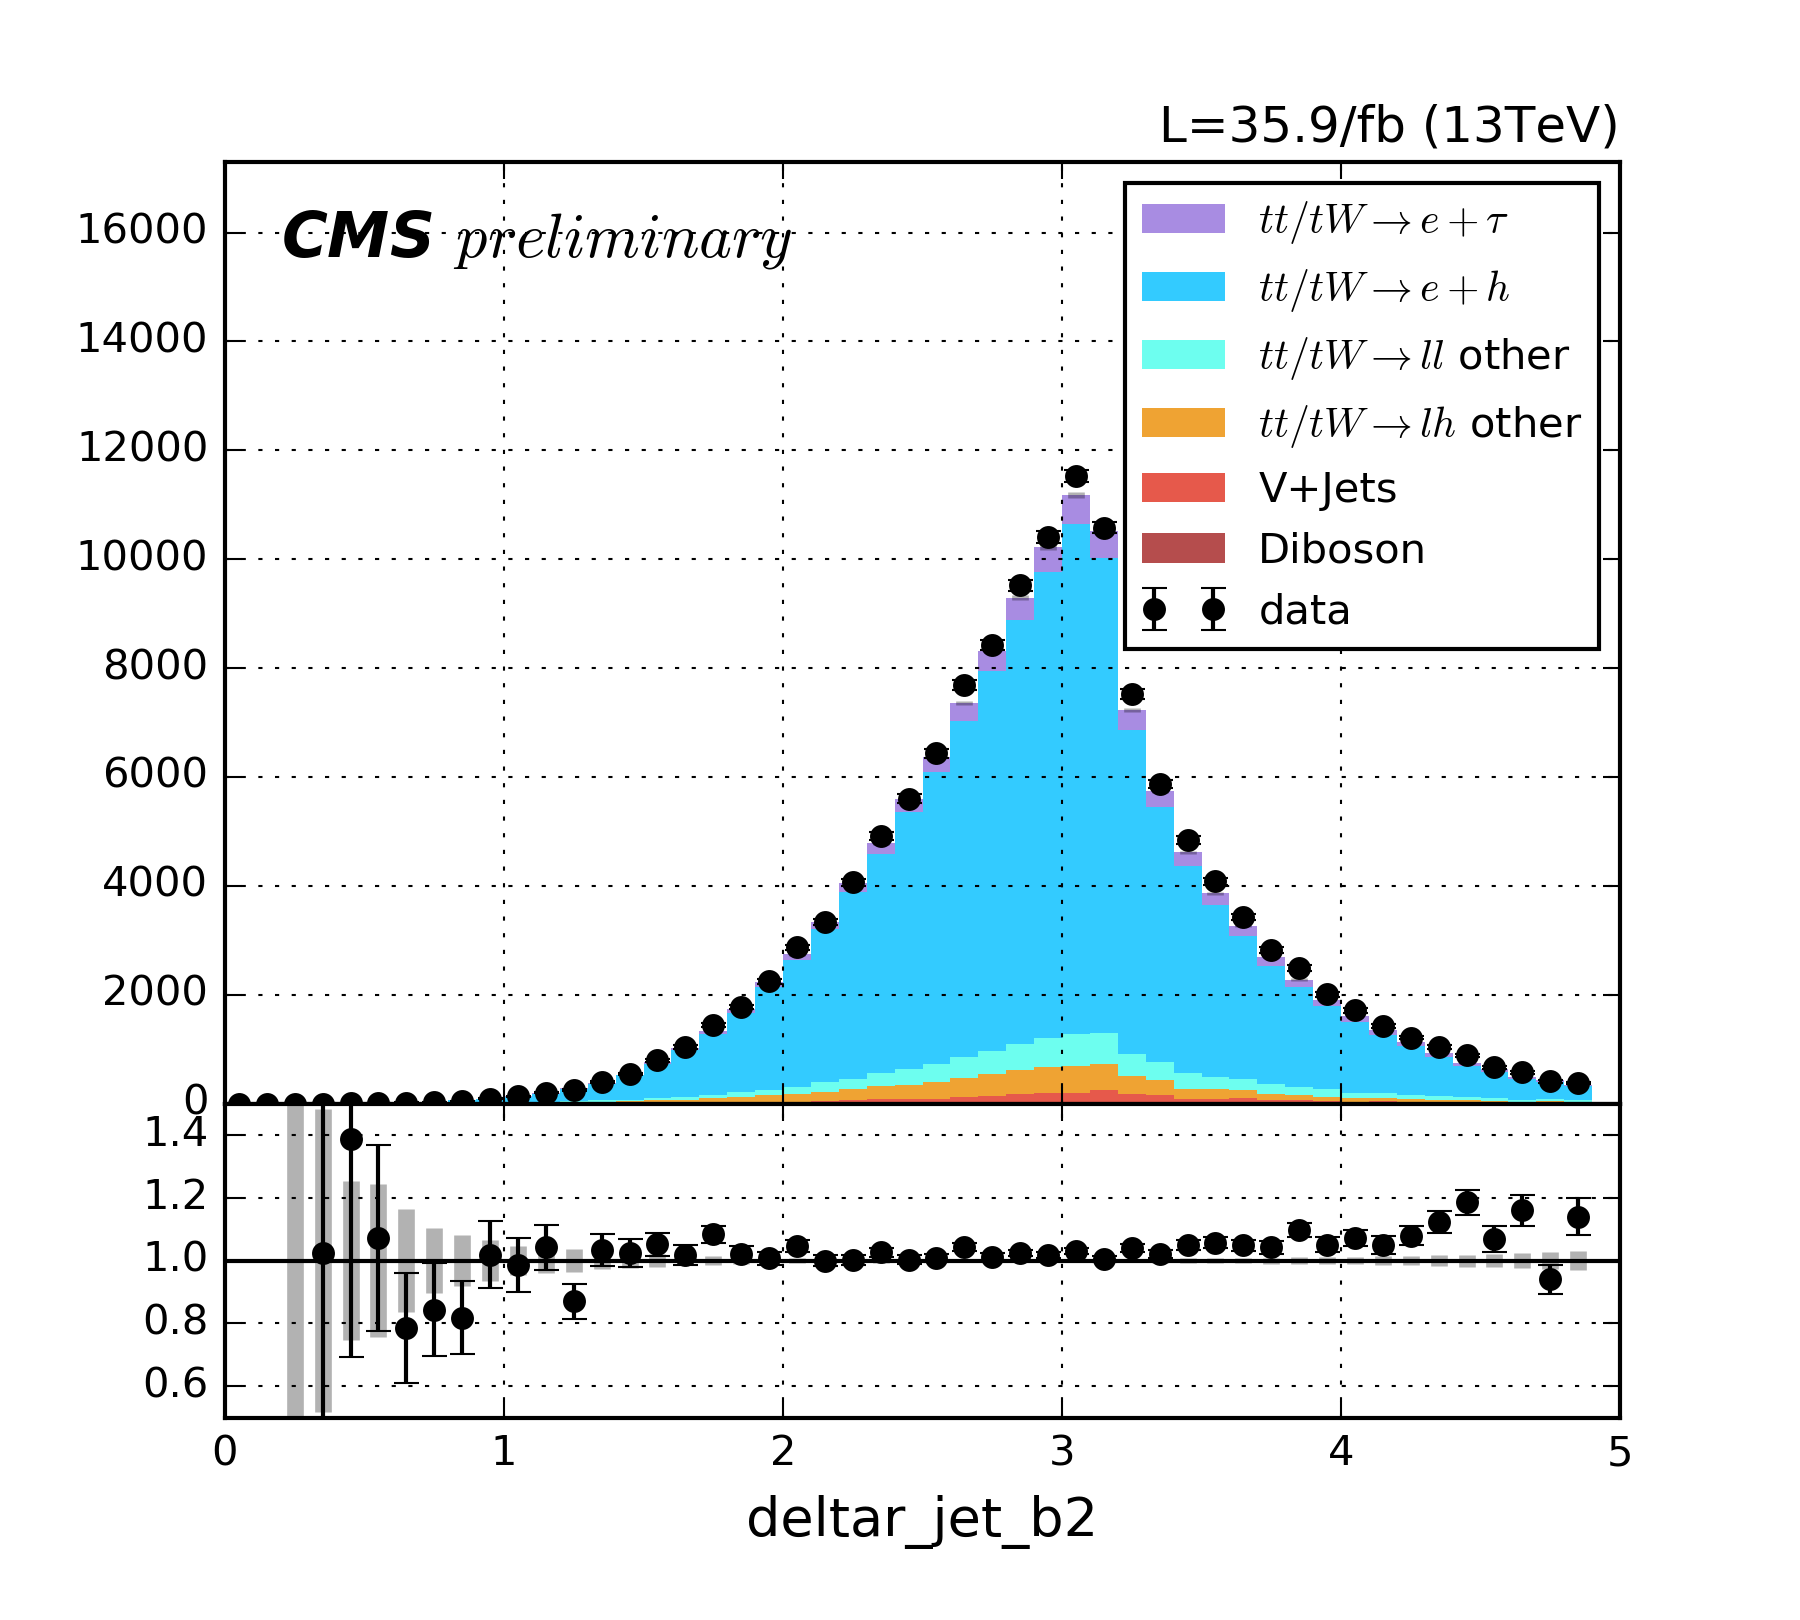 L=35.9/fb (13TeV)
CMS preliminary
16000
14000
12000
10000
8000
6000
4000
2000
0
tt/tW→e+τ
tt/tW→e+h
tt/tW→ll other
tt/tW→lh other
V+Jets
Diboson
data
1.4
1.2
1.0
0.8
0.6
0 1 2 3 4 5
deltar_jet_b2